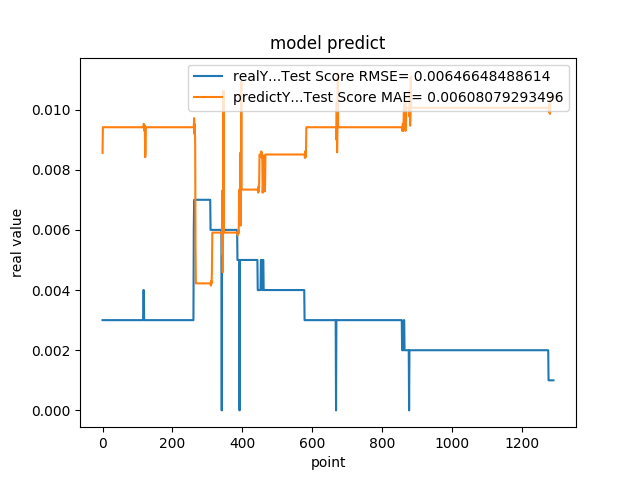 model predict
realY...Test Score RMSE= 0.00646648488614
predictY...Test Score MAE= 0.00608079293496
real value
0.010
0.008
0.006
0.004
0.002
0.000
0 200 400 600 800 1000 1200
point